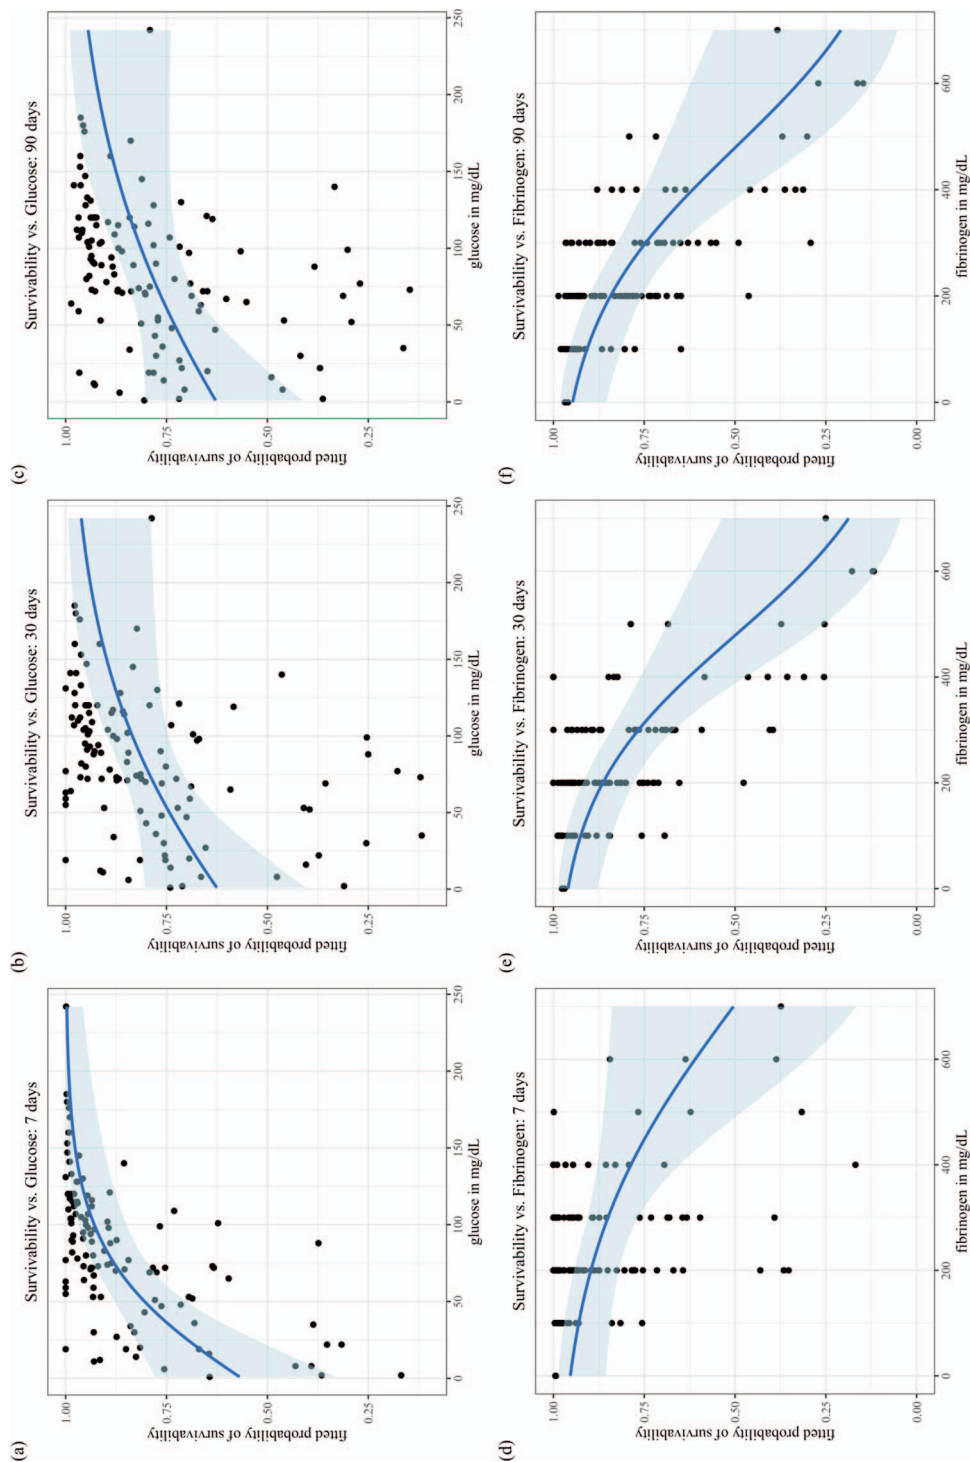 (a)
Survivability vs. Glucose: 7 days
fitted probability of survivability
1.00
0.75
0.50
0.25
0
50
100
150
200
250
glucose in mg/dL
(b)
Survivability vs. Glucose: 30 days
fitted probability of survivability
1.00
0.75
0.50
0.25
0
50
100
150
200
250
glucose in mg/dL
(c)
Survivability vs. Glucose: 90 days
fitted probability of survivability
1.00
0.75
0.50
0.25
0
50
100
150
200
250
glucose in mg/dL
(d)
Survivability vs. Fibrinogen: 7 days
fitted probability of survivability
1.00
0.75
0.50
0.25
0.00
0
200
400
600
fibrinogen in mg/dL
(e)
Survivability vs. Fibrinogen: 30 days
fitted probability of survivability
1.00
0.75
0.50
0.25
0.00
0
200
400
600
fibrinogen in mg/dL
(f)
Survivability vs. Fibrinogen: 90 days
fitted probability of survivability
1.00
0.75
0.50
0.25
0.00
0
200
400
600
fibrinogen in mg/dL